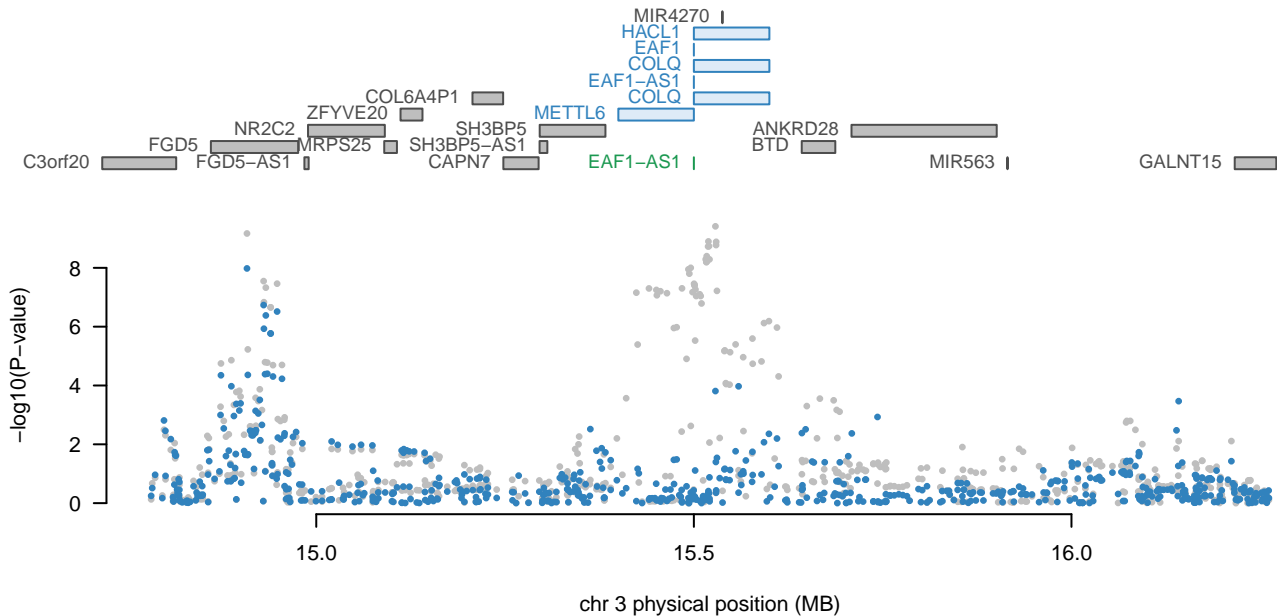 MIR4270
HACL1
EAF1
COLQ
EAF1−AS1
COL6A4P1 COLQ
ZFYVE20 METTL6
NR2C2 SH3BP5 ANKRD28
FGD5 MRPS25 SH3BP5−AS1 BTD
C3orf20 FGD5−AS1 CAPN7 EAF1−AS1 MIR563 GALNT15
8
6
4
2
0
−log10(P−value)
15.0 15.5 16.0
chr 3 physical position (MB)